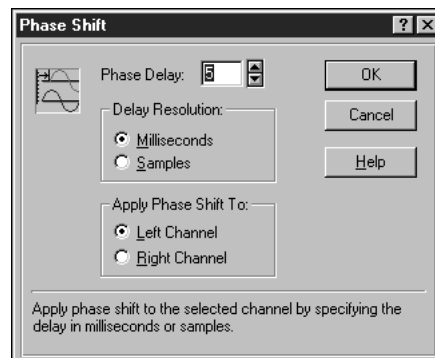 Phase Shift
Phase Delay: 5
OK
Delay Resolution:
Cancel
Milliseconds
Samples
Help
Apply Phase Shift To:
Left Channel
Right Channel
Apply phase shift to the selected channel by specifying the
delay in milliseconds or samples.